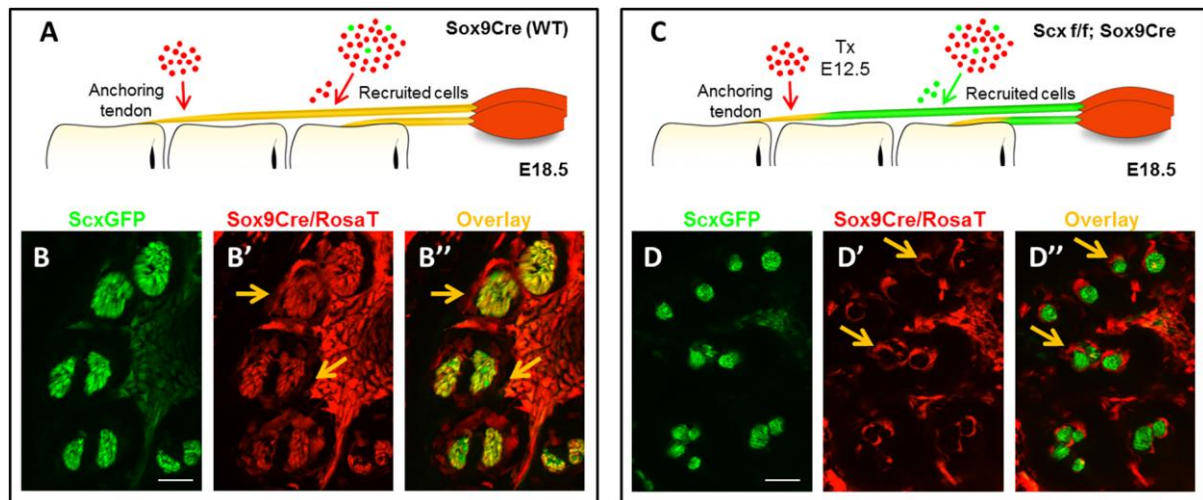 A
Sox9Cre (WT)
Anchoring
tendon
Recruited cells
E18.5
ScxGFP
Sox9Cre/RosaT
Overlay
B
B'
B''
C
Scx f/f; Sox9Cre
Tx
E12.5
Anchoring
tendon
Recruited cells
E18.5
ScxGFP
Sox9Cre/RosaT
Overlay
D
D'
D''